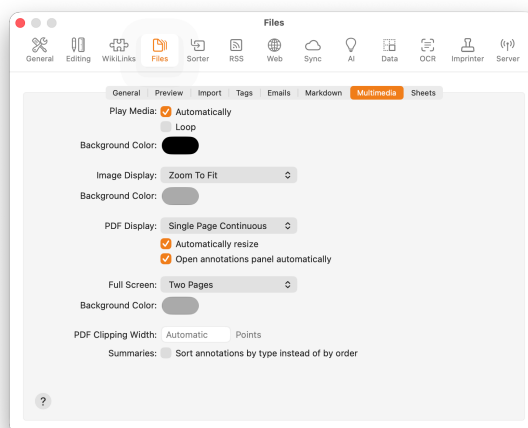 Files
General Editing WikiLinks Files Sorter RSS Web Sync AI Data OCR Imprinter Server
General Preview Import Tags Emails Markdown Multimedia Sheets
Play Media: Automatically
Loop
Background Color:
Image Display: Zoom To Fit
Background Color:
PDF Display: Single Page Continuous
Automatically resize
Open annotations panel automatically
Full Screen: Two Pages
Background Color:
PDF Clipping Width: Automatic Points
Summaries: Sort annotations by type instead of by order
?